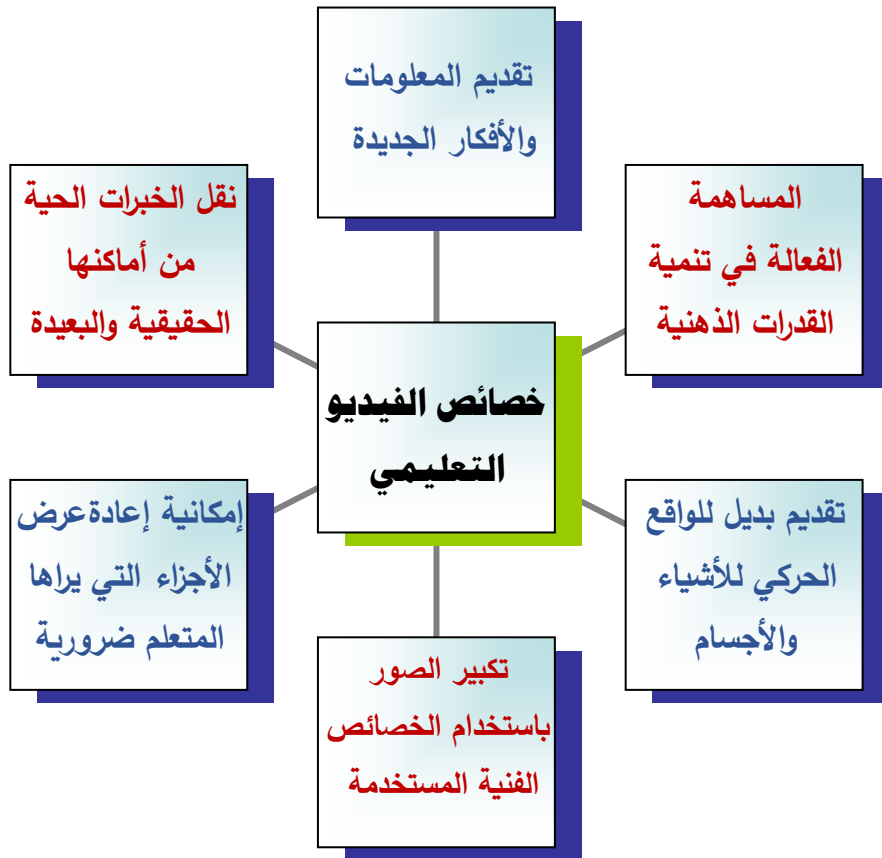 تقديم المعلومات
والأفكار الجديدة
المساهمة
الفعالة في تنمية
القدرات الذهنية
نقل الخبرات الحية
من أماكنها
الحقيقية والبعيدة
خصائص الفيديو
التعليمي
تقديم بديل للواقع
الحركي للأشياء
والأجسام
إمكانية إعادة عرض
الأجزاء التي يراها
المتعلم ضرورية
تكبير الصور
باستخدام الخصائص
الفنية المستخدمة